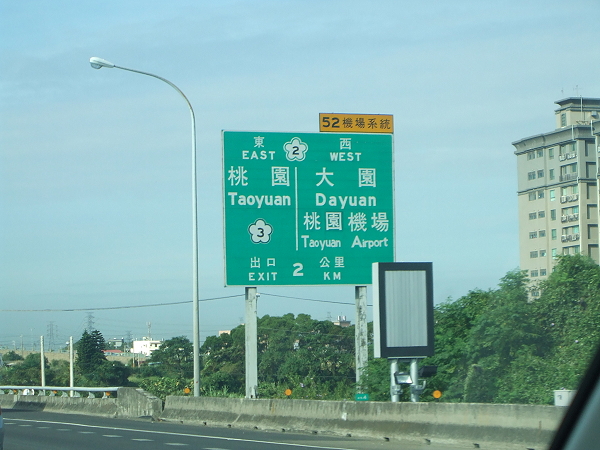 52 機場系統
東 2 西
EAST WEST
桃園 大園
Taoyuan Dayuan
3 桃園機場
Taoyuan Airport
出口 2 公里
EXIT KM